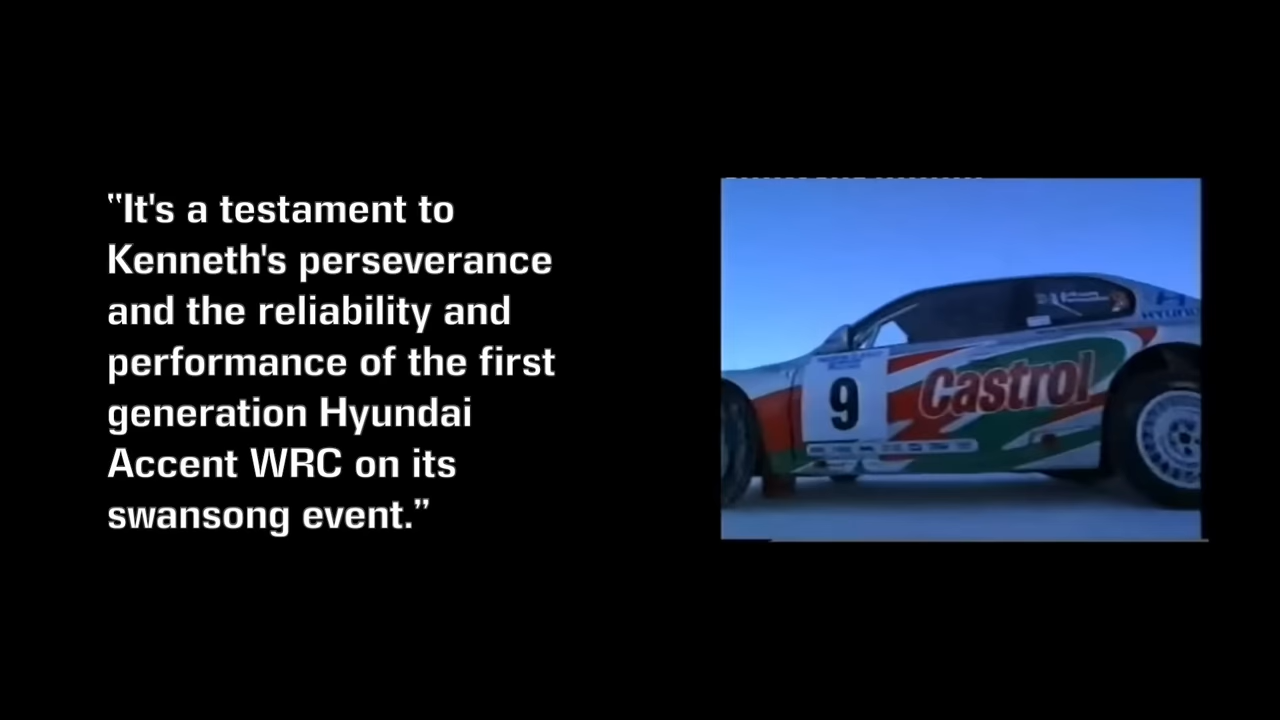 "It's a testament to
Kenneth's perseverance
and the reliability and
performance of the first
generation Hyundai
Accent WRC on its
swansong event.”
9
Castrol